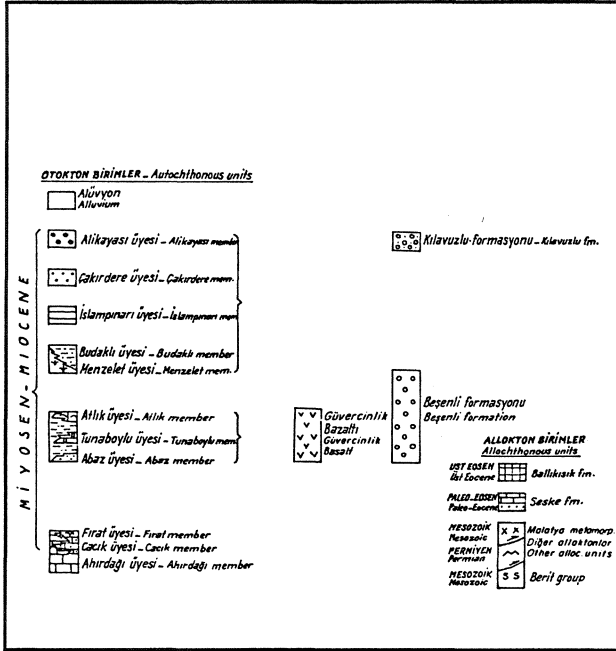 OTOKTON BİRİMLER - Autochthonous units
Alüvyon
Alluvium
MİYOSEN-MIOCENE
Alikayası üyesi - Alikayası member
Çakırdere üyesi - Çakırdere mem.
İslampınarı üyesi - İslampınarı mem
Budaklı üyesi - Budaklı member
Menzelet üyesi - Menzelet mem.
Atlık üyesi - Atlık member
Tunaboylu üyesi - Tunaboylu mem
Abaz üyesi - Abaz member
Fırat üyesi - Fırat member
Cacık üyesi - Cacık member
Ahırdağı üyesi - Ahırdağı member
Güvercinlik
Bazaltı
Güvercinlik
Basalt
Kılavuzlu formasyonu - Kılavuzlu fm.
Beşenli formasyonu
Beşenli formation
ALLOKTON BİRİMLER
Allochthonous units
ÜST EOSEN
Üst Eocene
Ballıkısık fm.
PALEO-EOSEN
Paleo-Eocene
Seske fm.
MESOZOİK
Mesozoic
Malatya metamorp.
Diğer alloktonlar
PERMİYEN
Permian
Other alloc. units
MESOZOİK
Mesozoic
Berit group